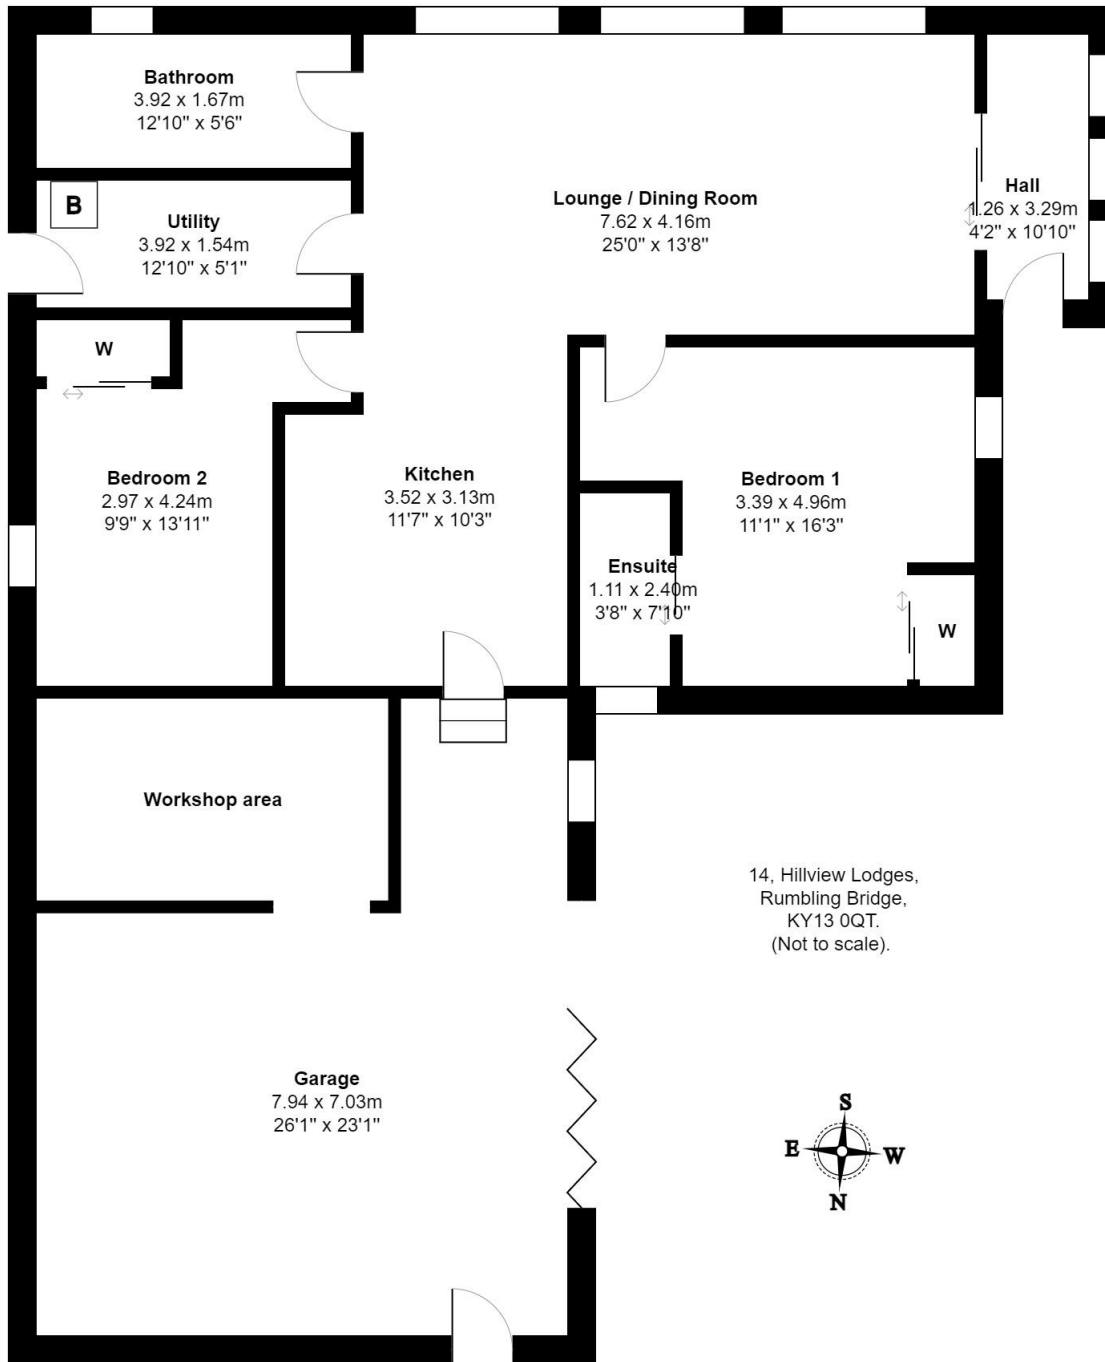 Bathroom
3.92 x 1.67m
12'10" x 5'6"
B
Utility
3.92 x 1.54m
12'10" x 5'1"
Lounge / Dining Room
7.62 x 4.16m
25'0" x 13'8"
Hall
1.26 x 3.29m
4'2" x 10'10"
W
Bedroom 2
2.97 x 4.24m
9'9" x 13'11"
Kitchen
3.52 x 3.13m
11'7" x 10'3"
Bedroom 1
3.39 x 4.96m
11'1" x 16'3"
Ensuite
1.11 x 2.40m
3'8" x 7'10"
W
Workshop area
14, Hillview Lodges,
Rumbling Bridge,
KY13 0QT.
(Not to scale).
Garage
7.94 x 7.03m
26'1" x 23'1"
S
E W
N